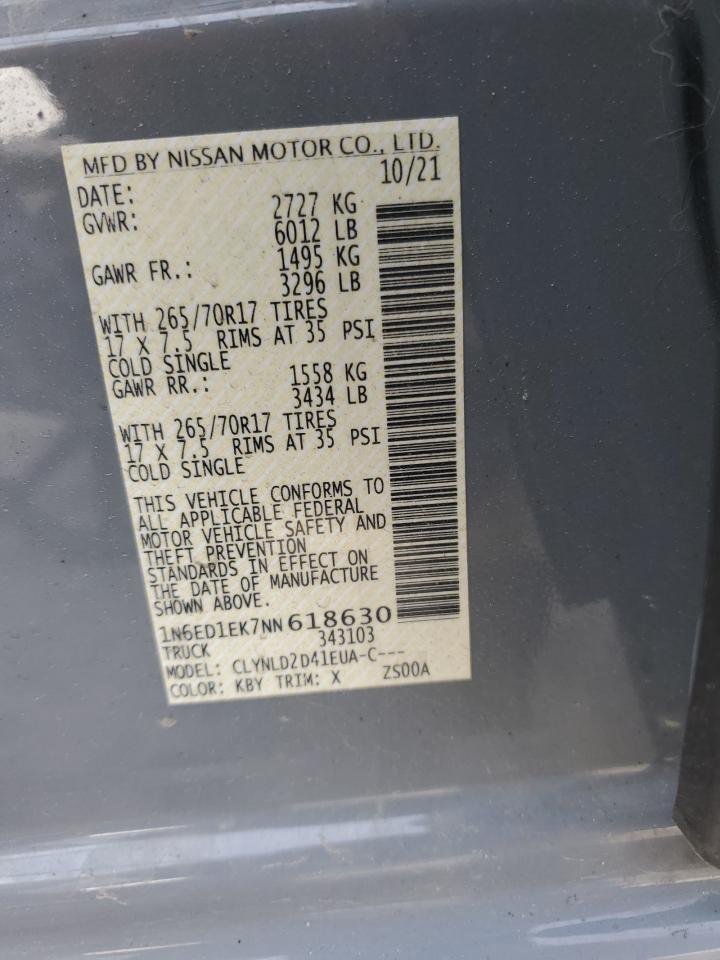 MFD BY NISSAN MOTOR CO., LTD.
DATE: 10/21
GVWR: 2727 KG
6012 LB
GAWR FR.: 1495 KG
3296 LB
WITH 265/70R17 TIRES
17 X 7.5 RIMS AT 35 PSI
COLD SINGLE
GAWR RR.: 1558 KG
3434 LB
WITH 265/70R17 TIRES
17 X 7.5 RIMS AT 35 PSI
COLD SINGLE
THIS VEHICLE CONFORMS TO
ALL APPLICABLE FEDERAL
MOTOR VEHICLE SAFETY AND
THEFT PREVENTION
STANDARDS IN EFFECT ON
THE DATE OF MANUFACTURE
SHOWN ABOVE.
1N6ED1EK7NN618630
TRUCK 343103
MODEL: CLYNLD2D41EUA-C---
COLOR: KBY TRIM: X ZS00A